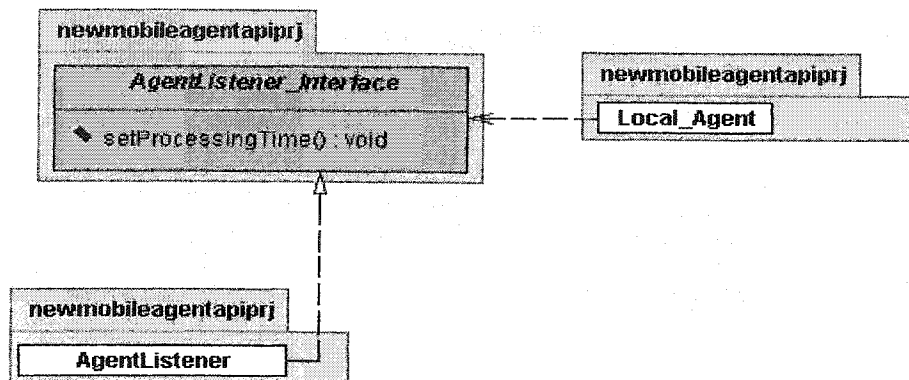 newmobileagentapiprj
AgentListener_Interface
setProcessingTime() : void
newmobileagentapiprj
Local_Agent
newmobileagentapiprj
AgentListener